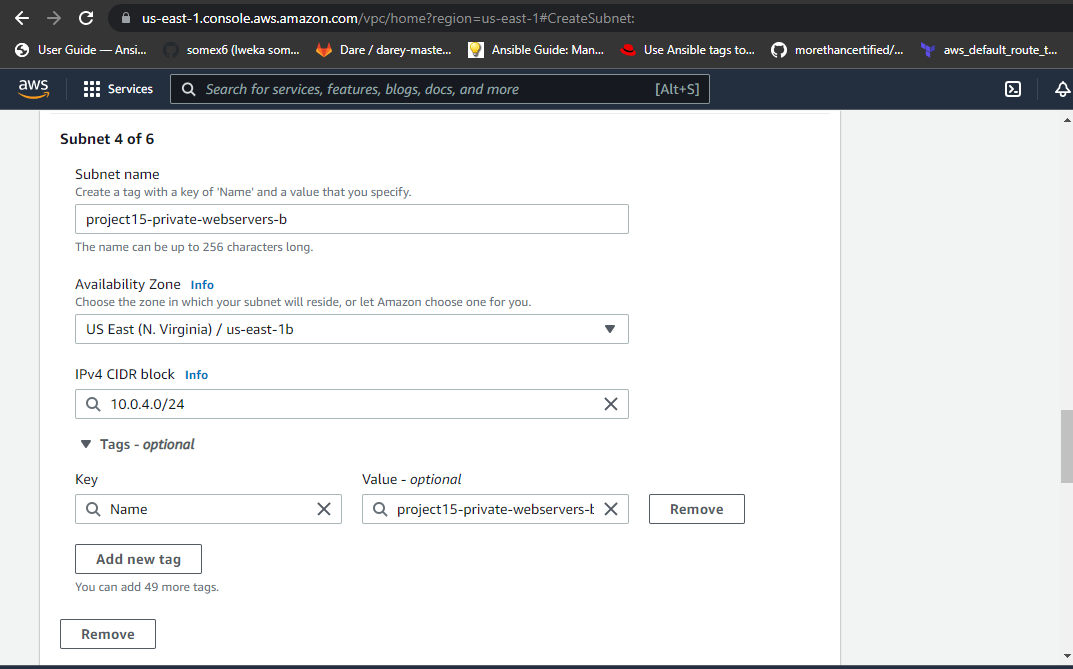 us-east-1.console.aws.amazon.com/vpc/home?region=us-east-1#CreateSubnet:
User Guide — Ansi... somex6 (Iweka som... Dare / darey-maste... Ansible Guide: Man... Use Ansible tags to... morethancertified/... aws_default_route_t...
aws Services Search for services, features, blogs, docs, and more [Alt+S]
Subnet 4 of 6
Subnet name
Create a tag with a key of 'Name' and a value that you specify.
project15-private-webservers-b
The name can be up to 256 characters long.
Availability Zone Info
Choose the zone in which your subnet will reside, or let Amazon choose one for you.
US East (N. Virginia) / us-east-1b
IPv4 CIDR block Info
10.0.4.0/24
Tags - optional
Key Value - optional
Name project15-private-webservers-b Remove
Add new tag
You can add 49 more tags.
Remove